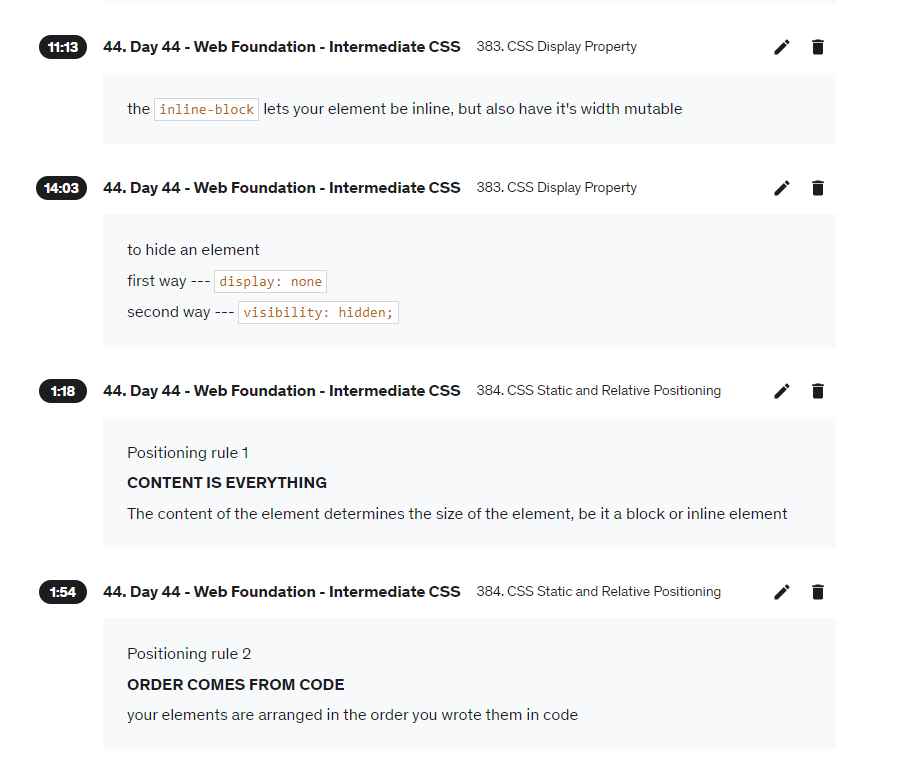 11:13 44. Day 44 - Web Foundation - Intermediate CSS 383. CSS Display Property
the inline-block lets your element be inline, but also have it's width mutable
14:03 44. Day 44 - Web Foundation - Intermediate CSS 383. CSS Display Property
to hide an element
first way --- display: none
second way --- visibility: hidden;
1:18 44. Day 44 - Web Foundation - Intermediate CSS 384. CSS Static and Relative Positioning
Positioning rule 1
CONTENT IS EVERYTHING
The content of the element determines the size of the element, be it a block or inline element
1:54 44. Day 44 - Web Foundation - Intermediate CSS 384. CSS Static and Relative Positioning
Positioning rule 2
ORDER COMES FROM CODE
your elements are arranged in the order you wrote them in code